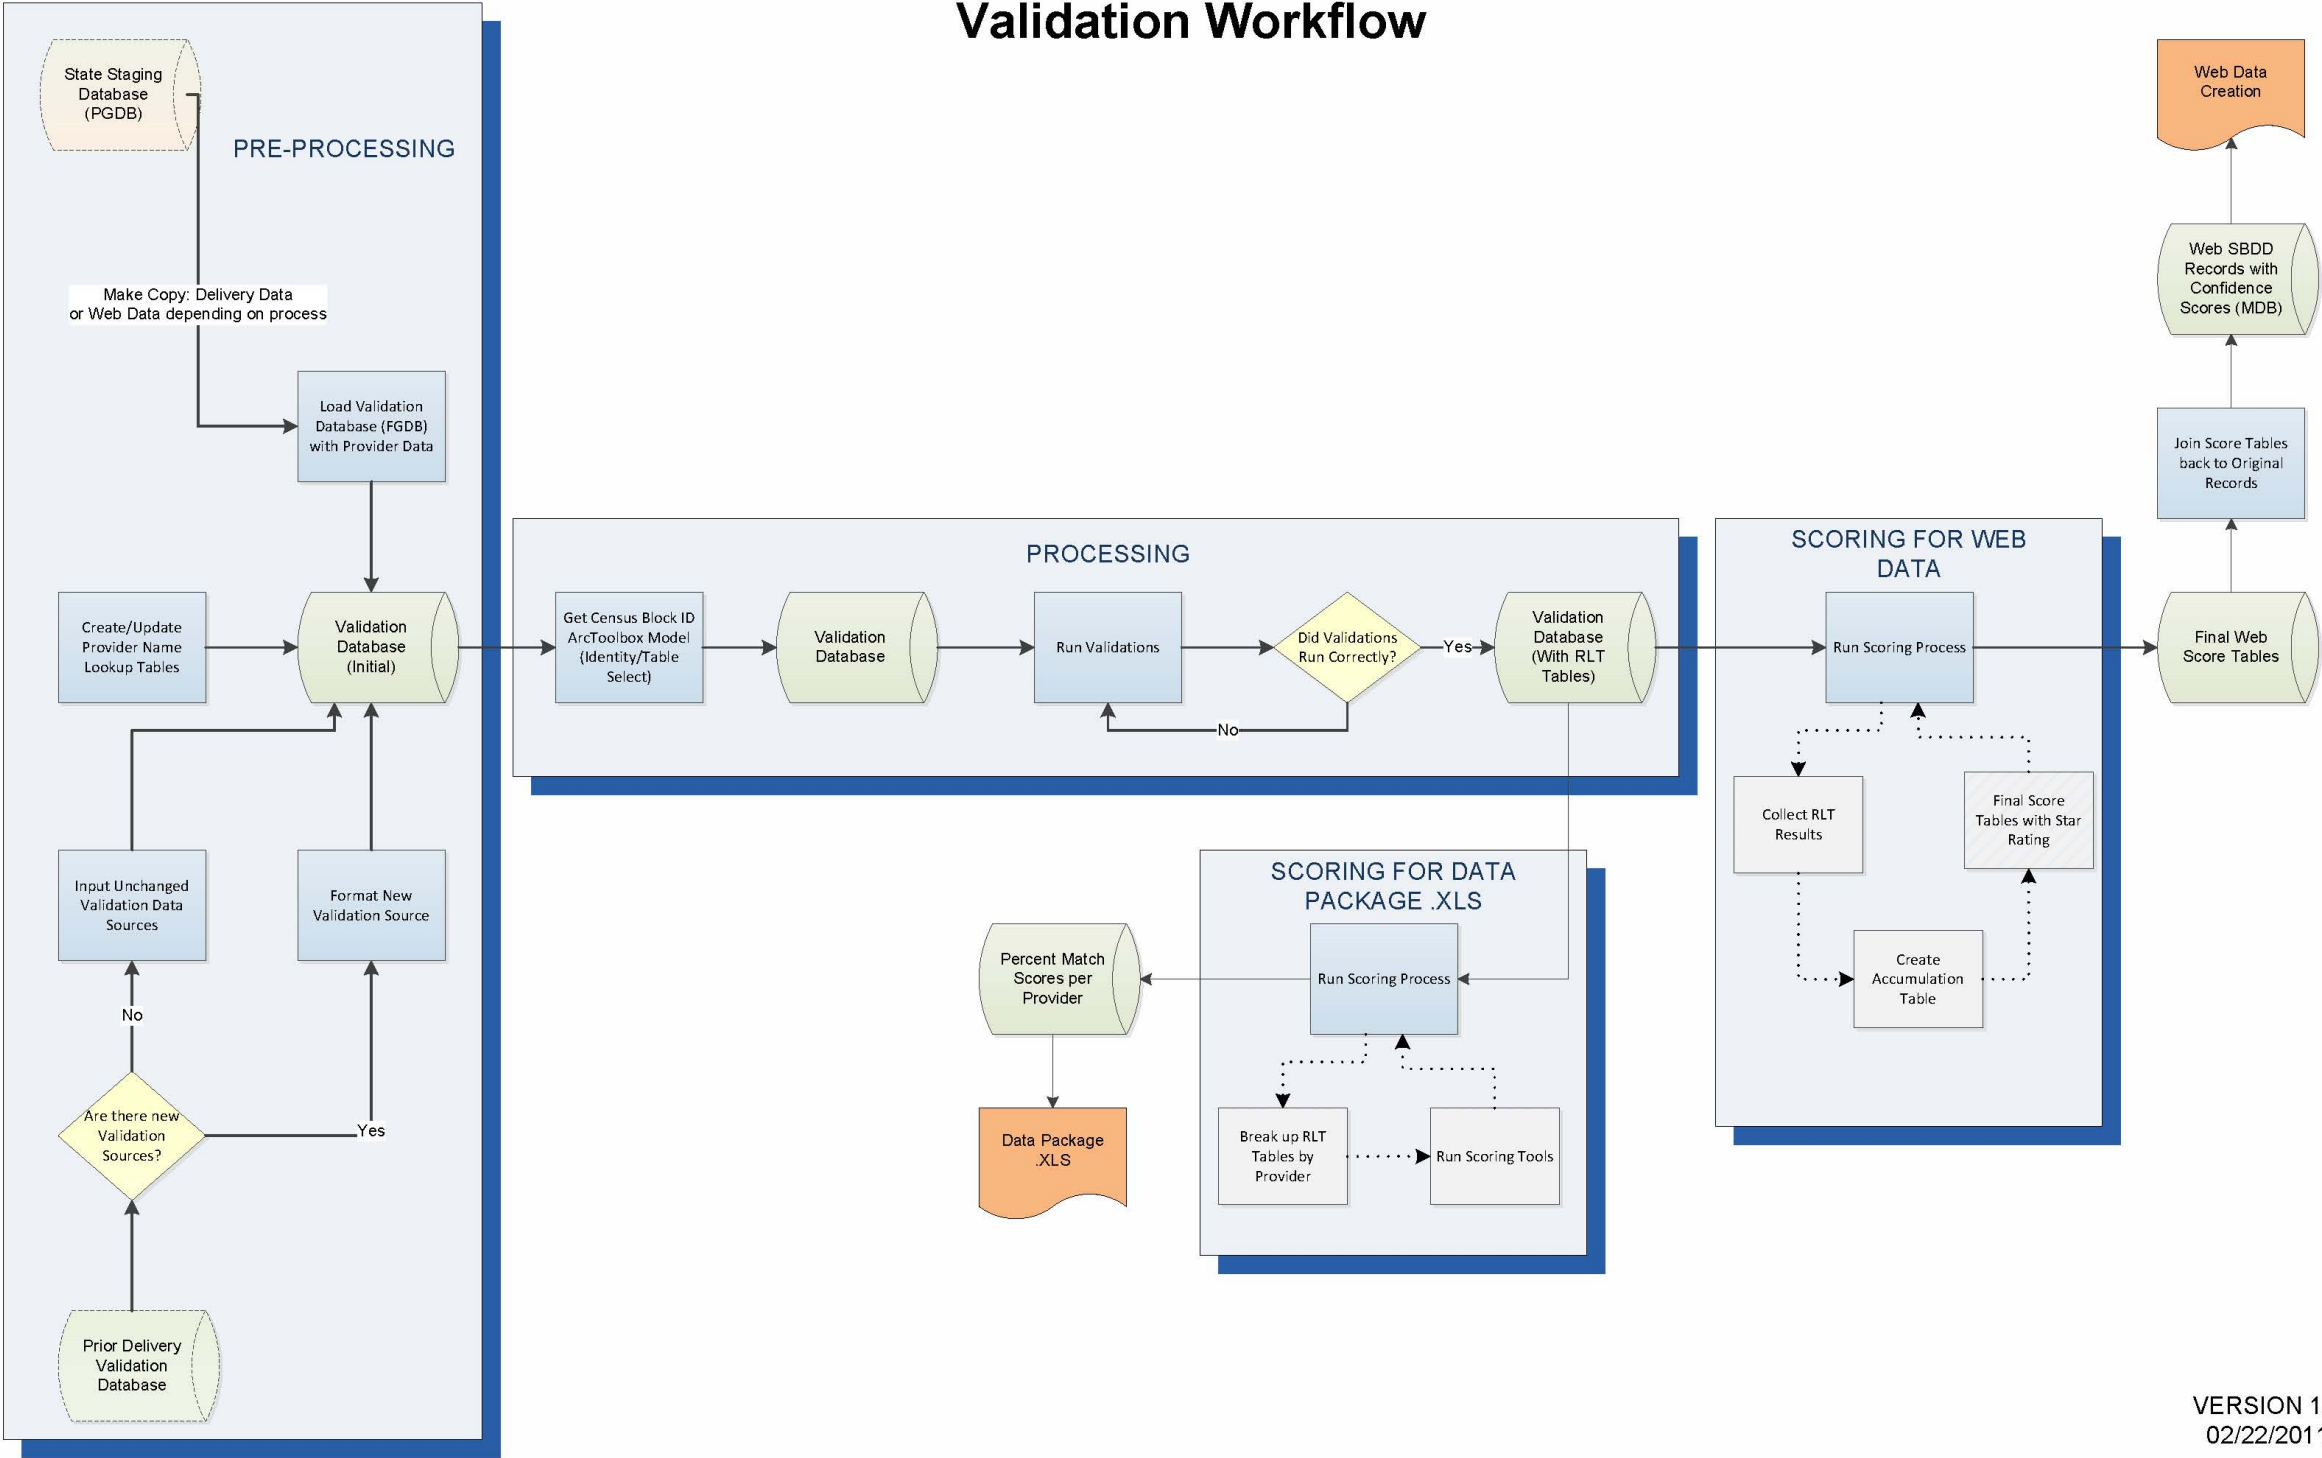 Validation Workflow
State Staging
Database
(PGDB)
PRE-PROCESSING
Make Copy: Delivery Data
or Web Data depending on process
Load Validation
Database (FGDB)
with Provider Data
Create/Update
Provider Name
Lookup Tables
Validation
Database
(Initial)
Input Unchanged
Validation Data
Sources
Format New
Validation Source
No
Yes
Are there new
Validation
Sources?
Prior Delivery
Validation
Database
PROCESSING
Get Census Block ID
ArcToolbox Model
(Identity/Table
Select)
Validation
Database
Run Validations
Did Validations
Run Correctly?
Yes
No
Validation
Database
(With RLT
Tables)
SCORING FOR DATA
PACKAGE .XLS
Run Scoring Process
Break up RLT
Tables by
Provider
Run Scoring Tools
Percent Match
Scores per
Provider
Data Package
.XLS
SCORING FOR WEB
DATA
Run Scoring Process
Collect RLT
Results
Create
Accumulation
Table
Final Score
Tables with Star
Rating
Final Web
Score Tables
Join Score Tables
back to Original
Records
Web SBDD
Records with
Confidence
Scores (MDB)
Web Data
Creation
VERSION 1
02/22/2011